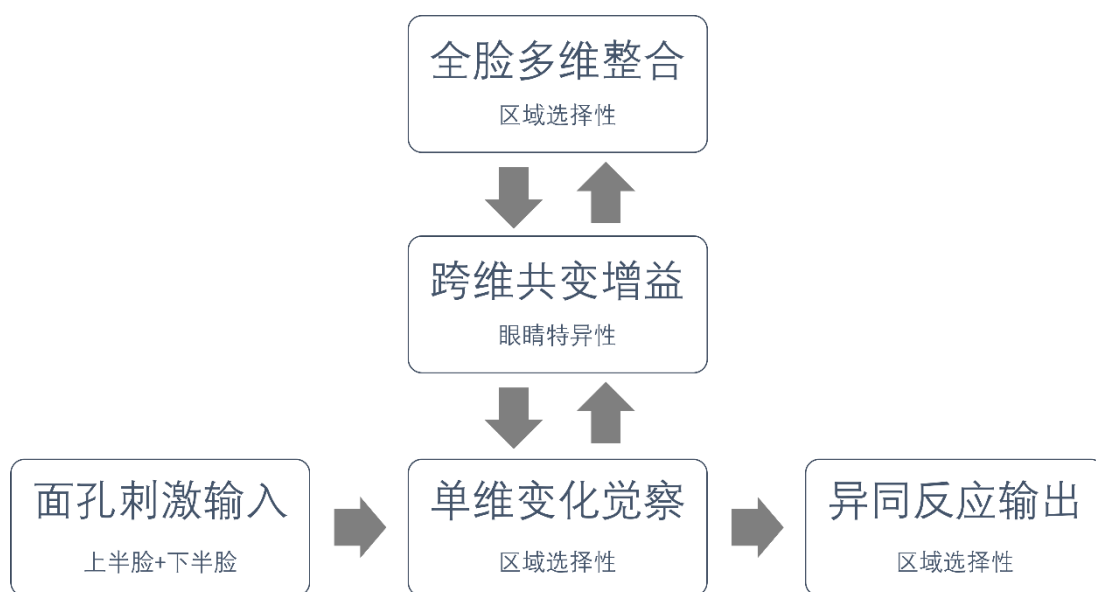 全脸多维整合
区域选择性
跨维共变增益
眼睛特异性
面孔刺激输入
上半脸+下半脸
单维变化觉察
区域选择性
异同反应输出
区域选择性